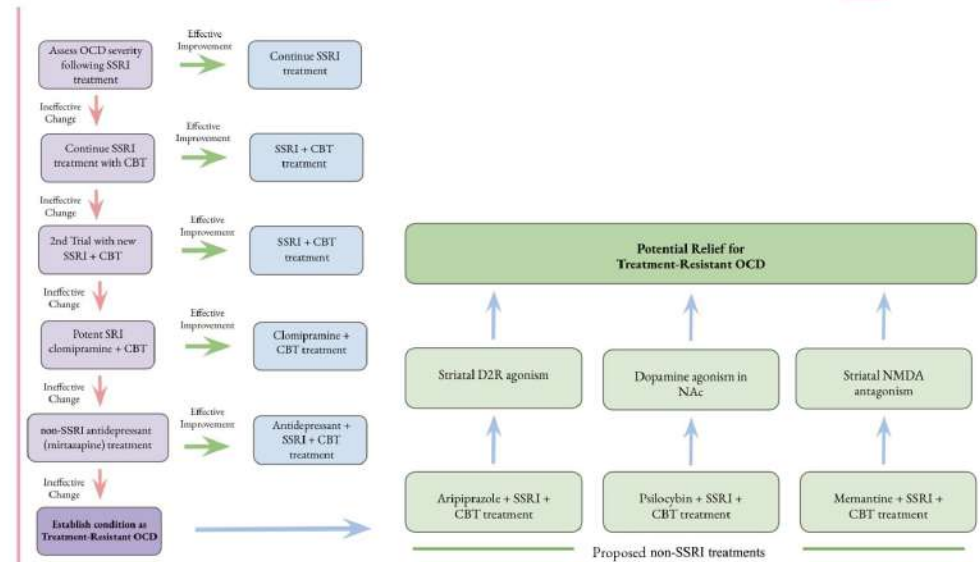 Assess OCD severity
following SSRI
treatment
Effective
Improvement
Continue SSRI
treatment
Ineffective
Change
Continue SSRI
treatment with CBT
Effective
Improvement
SSRI + CBT
treatment
Ineffective
Change
2nd Trial with new
SSRI + CBT
Effective
Improvement
SSRI + CBT
treatment
Ineffective
Change
Potent SRI
clomipramine + CBT
Effective
Improvement
Clomipramine +
CBT treatment
Ineffective
Change
non-SSRI antidepressant
(mirtazapine) treatment
Effective
Improvement
Antidepressant +
SSRI + CBT
treatment
Ineffective
Change
Establish condition as
Treatment-Resistant OCD
Potential Relief for
Treatment-Resistant OCD
Striatal D2R agonism
Dopamine agonism in
NAc
Striatal NMDA
antagonism
Aripiprazole + SSRI +
CBT treatment
Psilocybin + SSRI +
CBT treatment
Memantine + SSRI +
CBT treatment
Proposed non-SSRI treatments